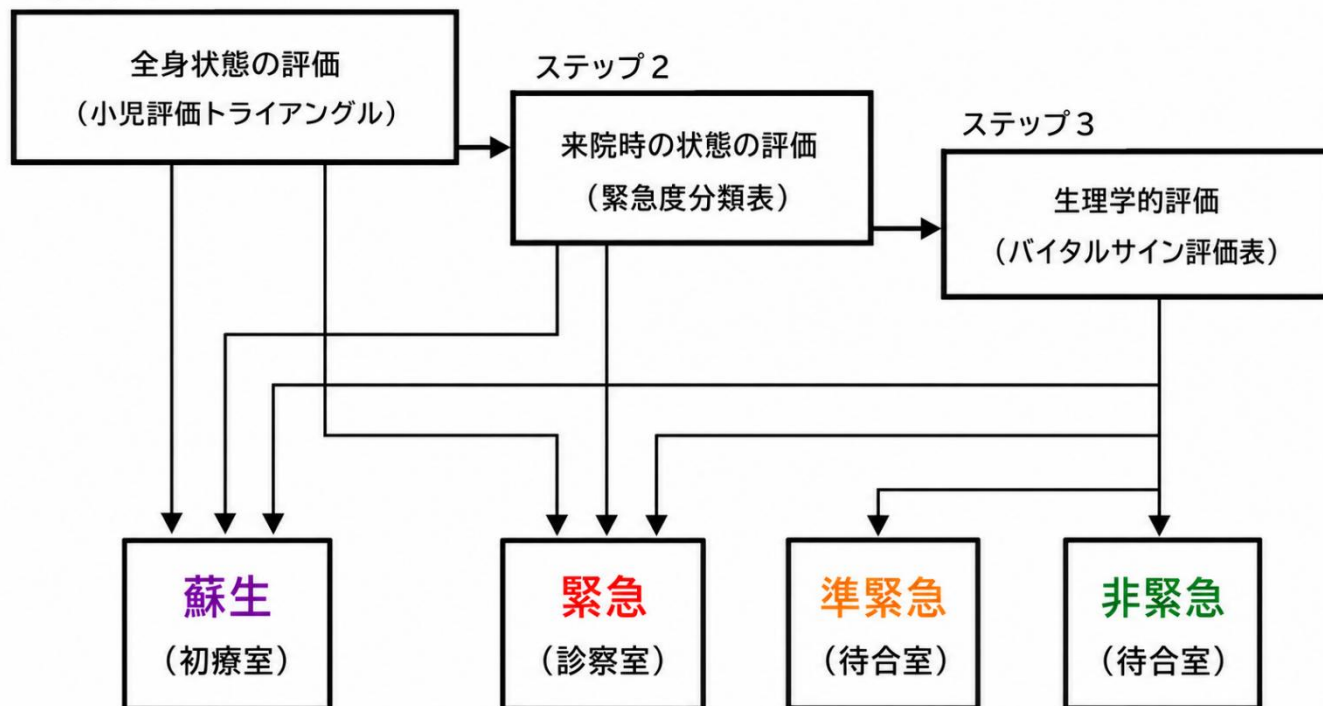 全身状態の評価
（小児評価トライアングル）
ステップ2
来院時の状態の評価
（緊急度分類表）
ステップ3
生理学的評価
（バイタルサイン評価表）
蘇生
（初療室）
緊急
（診察室）
準緊急
（待合室）
非緊急
（待合室）